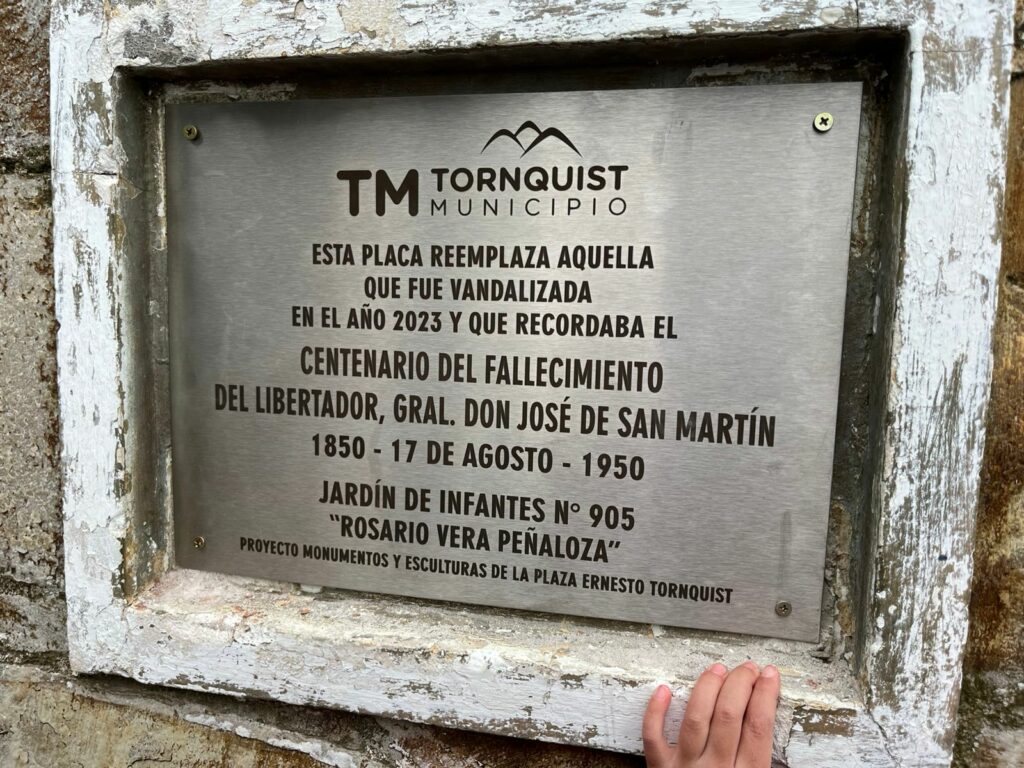 TM TORNQUIST
MUNICIPIO
ESTA PLACA REEMPLAZA AQUELLA
QUE FUE VANDALIZADA
EN EL AÑO 2023 Y QUE RECORDABA EL
CENTENARIO DEL FALLECIMIENTO
DEL LIBERTADOR, GRAL. DON JOSÉ DE SAN MARTÍN
1850 - 17 DE AGOSTO - 1950
JARDÍN DE INFANTES N° 905
“ROSARIO VERA PEÑALOZA”
PROYECTO MONUMENTOS Y ESCULTURAS DE LA PLAZA ERNESTO TORNQUIST